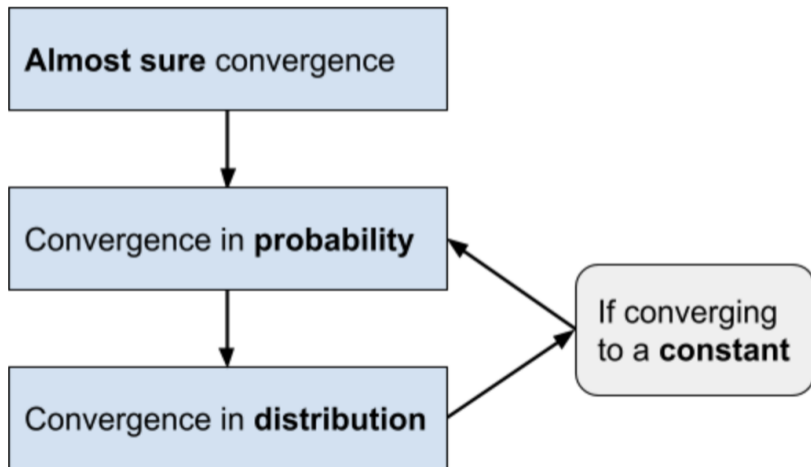 Almost sure convergence
Convergence in probability
If converging
to a constant
Convergence in distribution